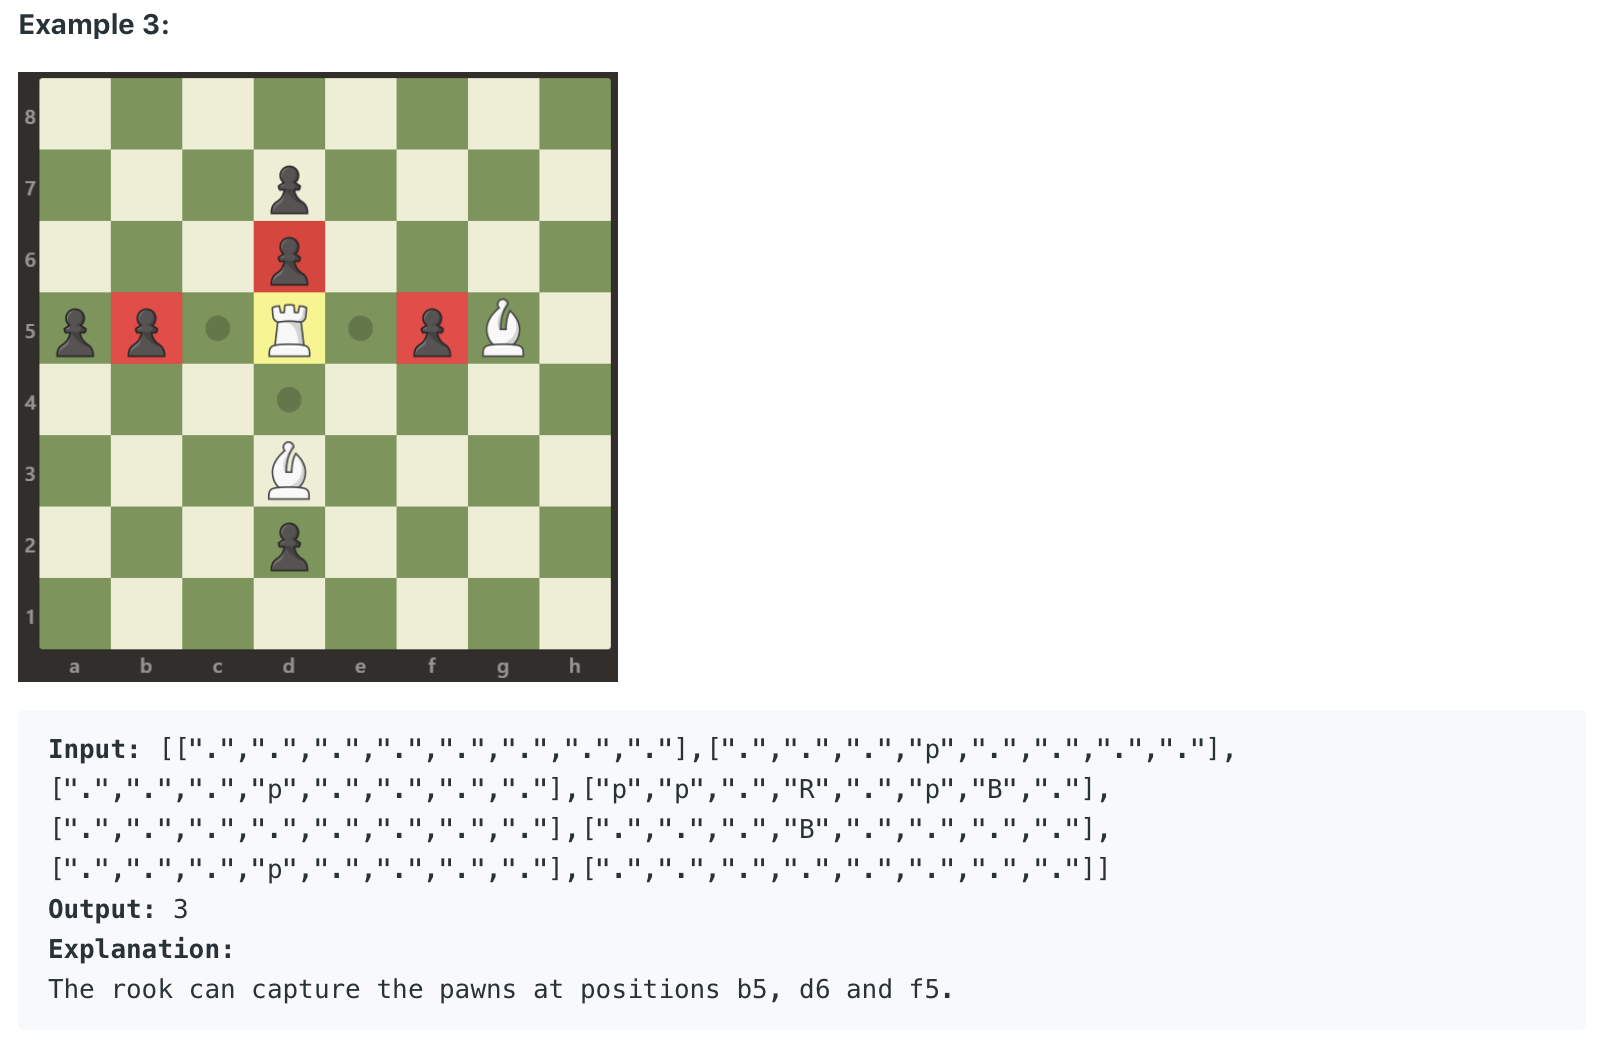 Example 3:
8
7
6
5
4
3
2
1
a b c d e f g h
Input: [[".",".",".",".",".",".",".","."],[".",".",".","p",".",".",".","."],
[".",".",".","p",".",".",".","."],["p","p",".","R",".","p","B","."],
[".",".",".",".",".",".",".","."],[".",".",".","B",".",".",".","."],
[".",".",".","p",".",".",".","."],[".",".",".",".",".",".",".","."]]
Output: 3
Explanation:
The rook can capture the pawns at positions b5, d6 and f5.